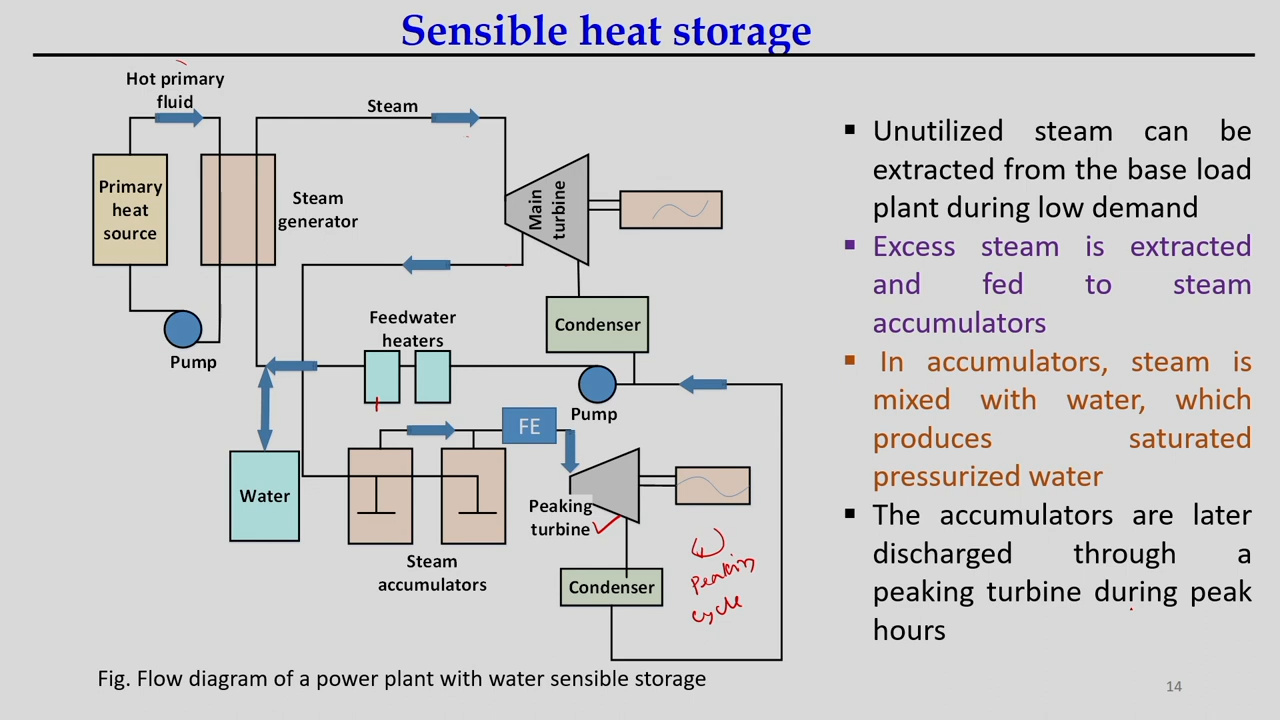 Sensible heat storage
Hot primary
fluid
Steam
Primary
heat
source
Steam
generator
Main
turbine
Pump
Feedwater
heaters
Condenser
Pump
FE
Water
Peaking
turbine
Steam
accumulators
Condenser
Peaking
cycle
Fig. Flow diagram of a power plant with water sensible storage
▪ Unutilized steam can be
extracted from the base load
plant during low demand
▪ Excess steam is extracted
and fed to steam
accumulators
▪ In accumulators, steam is
mixed with water, which
produces saturated
pressurized water
▪ The accumulators are later
discharged through a
peaking turbine during peak
hours
14